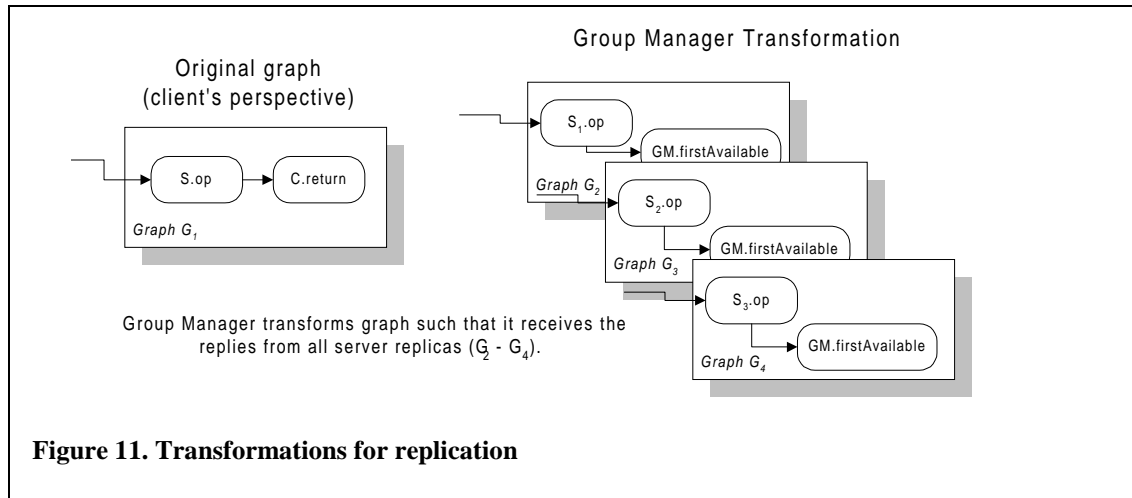 Original graph
(client's perspective)
S.op
C.return
Graph G1
Group Manager Transformation
S1.op
GM.firstAvailable
Graph G2
S2.op
GM.firstAvailable
Graph G3
S3.op
GM.firstAvailable
Graph G4
Group Manager transforms graph such that it receives the
replies from all server replicas (G2 - G4).
Figure 11. Transformations for replication